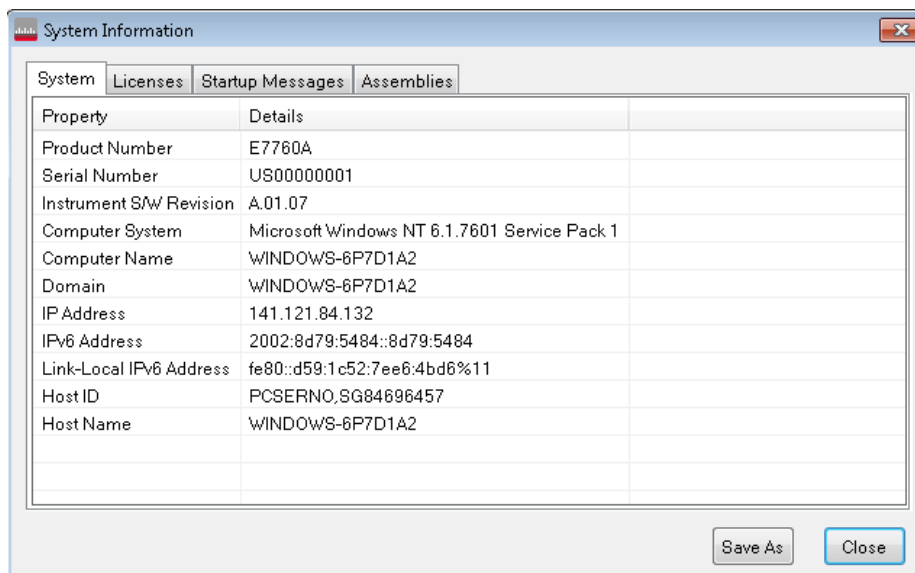 System Information
System Licenses Startup Messages Assemblies
Property Details
Product Number E7760A
Serial Number US00000001
Instrument S/W Revision A.01.07
Computer System Microsoft Windows NT 6.1.7601 Service Pack 1
Computer Name WINDOWS-6P7D1A2
Domain WINDOWS-6P7D1A2
IP Address 141.121.84.132
IPv6 Address 2002:8d79:5484::8d79:5484
Link-Local IPv6 Address fe80::d59:1c52:7ee6:4bd6%11
Host ID PCSERNO,SG84696457
Host Name WINDOWS-6P7D1A2
Save As Close